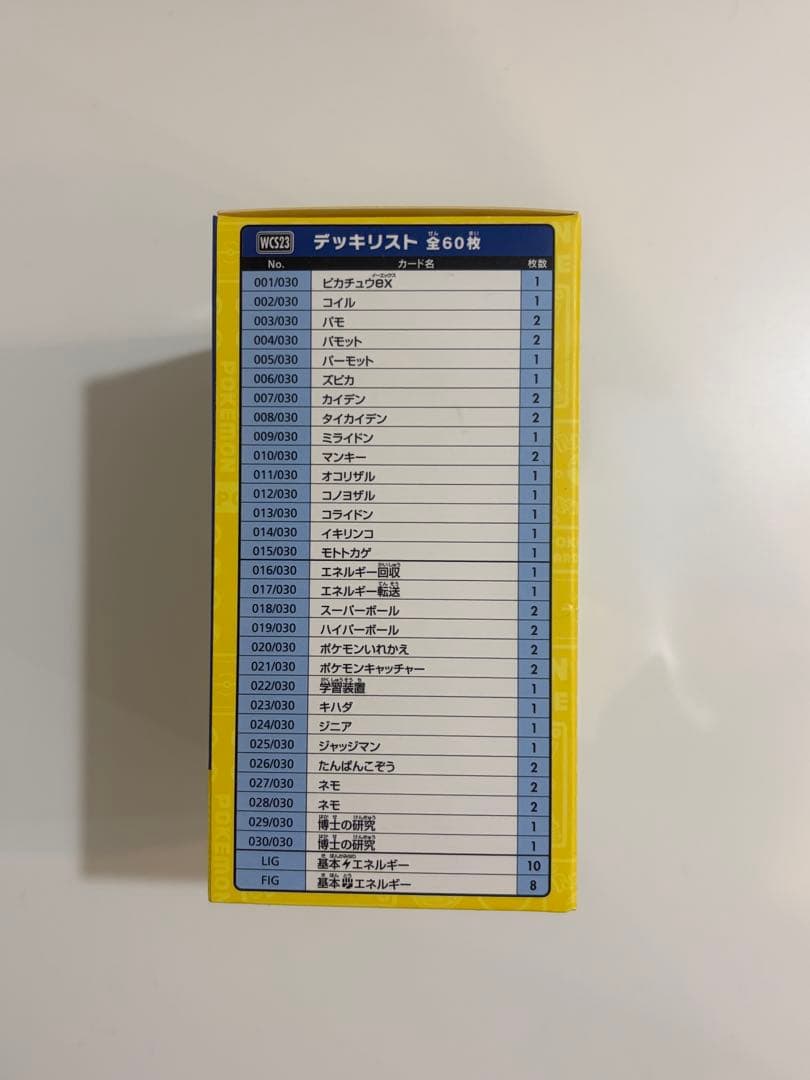 WCS23 デッキリスト 全60枚
No. カード名 枚数
001/030 ピカチュウex 1
002/030 コイル 1
003/030 パモ 2
004/030 パモット 2
005/030 パーモット 1
006/030 ズピカ 1
007/030 カイデン 2
008/030 タイカイデン 2
009/030 ミライドン 1
010/030 マンキー 2
011/030 オコリザル 1
012/030 コノヨザル 1
013/030 コライドン 1
014/030 イキリンコ 1
015/030 モトトカゲ 1
016/030 エネルギー回収 1
017/030 エネルギー転送 1
018/030 スーパーボール 2
019/030 ハイパーボール 2
020/030 ポケモンいれかえ 2
021/030 ポケモンキャッチャー 2
022/030 学習装置 1
023/030 キハダ 1
024/030 ジニア 1
025/030 ジャッジマン 1
026/030 たんぱんこぞう 2
027/030 ネモ 2
028/030 ネモ 2
029/030 博士の研究 1
030/030 博士の研究 1
LIG 基本エネルギー 10
FIG 基本エネルギー 8
POKEMON
POKEMON